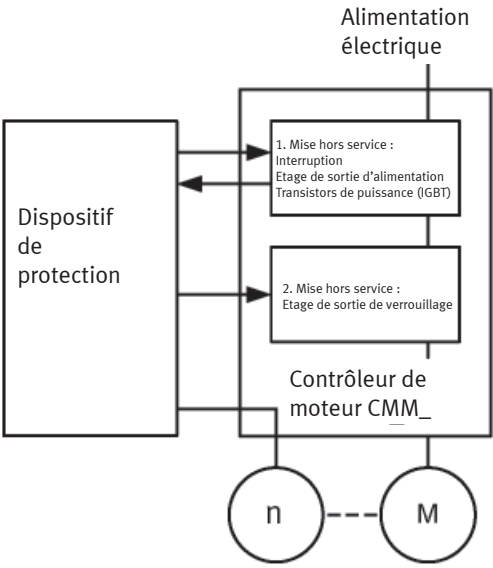 Alimentation
électrique
1. Mise hors service :
Interruption
Etage de sortie d'alimentation
Transistors de puissance (IGBT)
Dispositif
de
protection
2. Mise hors service :
Etage de sortie de verrouillage
Contrôleur de
moteur CMM_
n
M